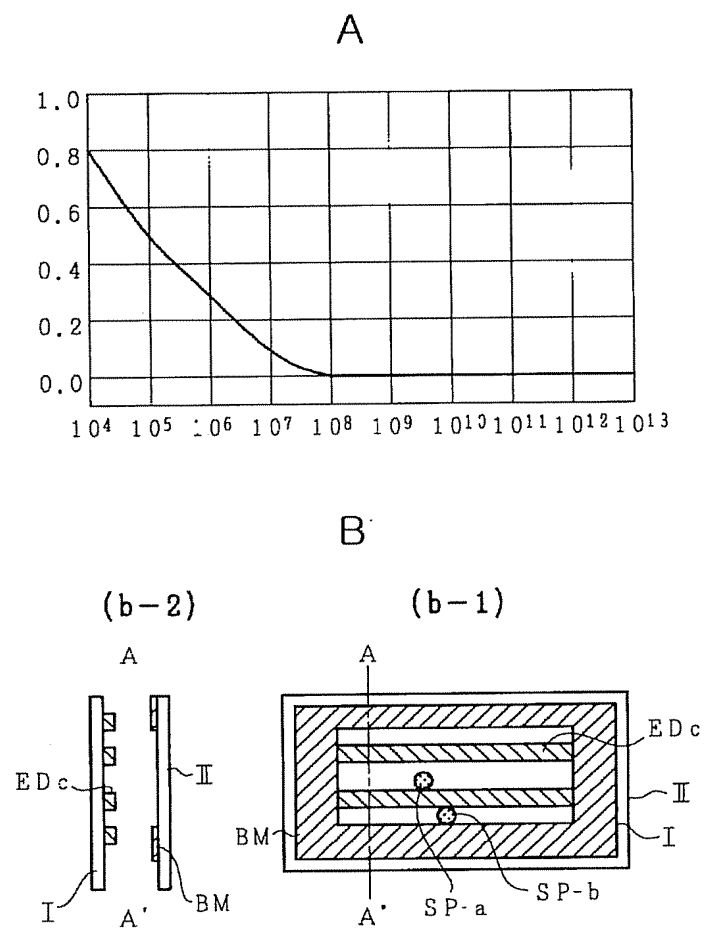 A
1.0
0.8
0.6
0.4
0.2
0.0
10⁴ 10⁵ 10⁶ 10⁷ 10⁸ 10⁹ 10¹⁰ 10¹¹ 10¹² 10¹³
B
(b-2) (b-1)
A A
EDc
EDc II
II
I
BM
I BM
SP-a SP-b
A' A'